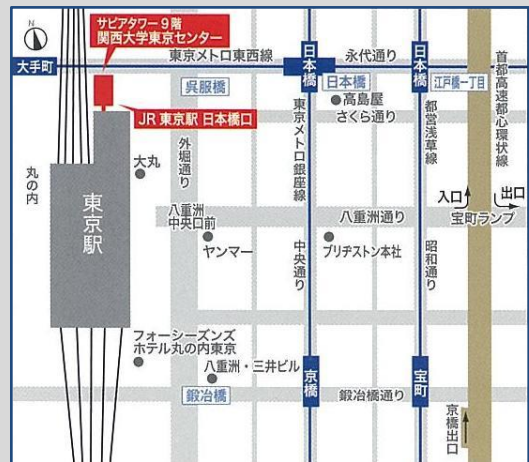 サピアタワー 9 階
関西大学東京センター
N
大手町
東京メトロ東西線
日本橋
永代通り
日本橋
呉服橋
日本橋
江戸橋一丁目
首都高速都心環状線
高島屋
さくら通り
JR 東京駅 日本橋口
大丸
外堀通り
東京メトロ銀座線
都営浅草線
丸の内
東京駅
八重洲
中央口前
八重洲通り
入口
出口
宝町ランプ
ヤンマー
中央通り
ブリヂストン本社
昭和通り
フォーシーズンズ
ホテル丸の内東京
八重洲・三井ビル
鍛冶橋
京橋
鍛冶橋通り
宝町
京橋出口